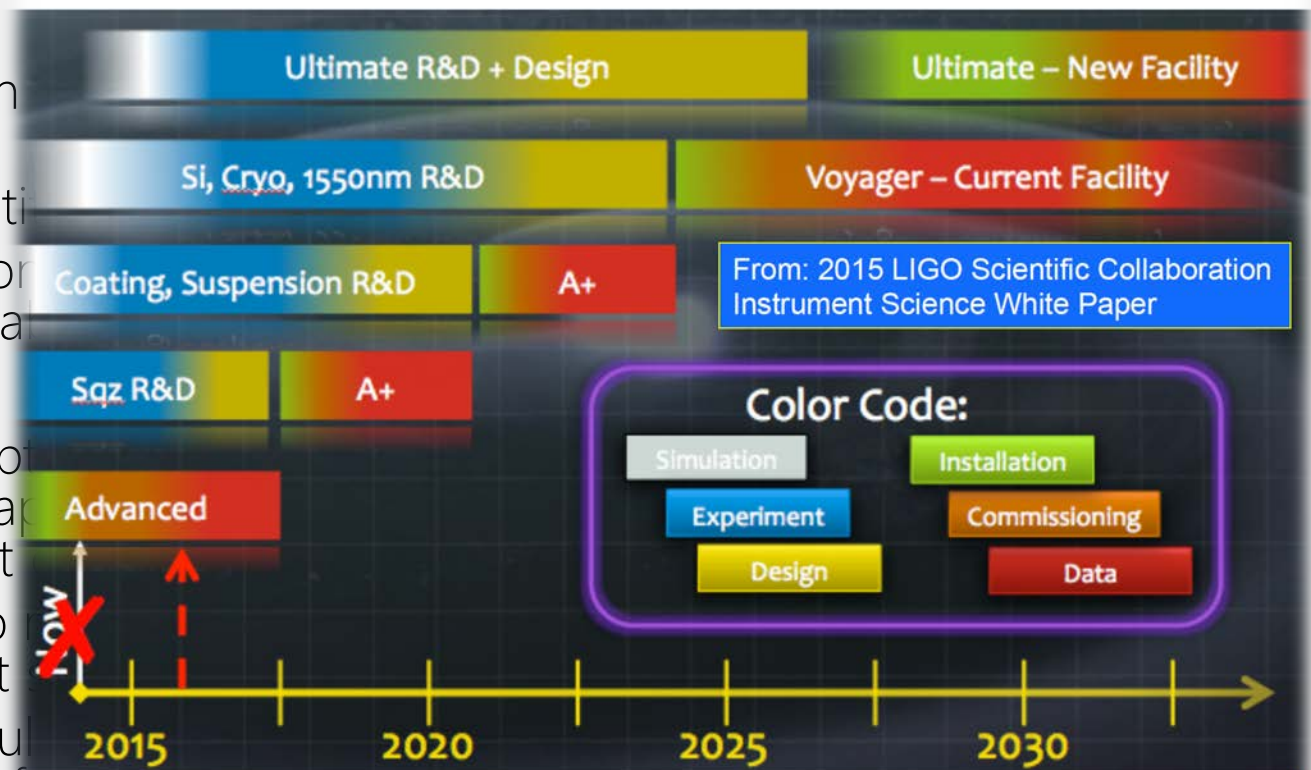 Ultimate R&D + Design
Ultimate – New Facility
Si, Cryo, 1550nm R&D
Voyager – Current Facility
Coating, Suspension R&D
A+
From: 2015 LIGO Scientific Collaboration
Instrument Science White Paper
Sqz R&D
A+
Advanced
Color Code:
Simulation
Installation
Experiment
Commissioning
Design
Data
Now
2015
2020
2025
2030